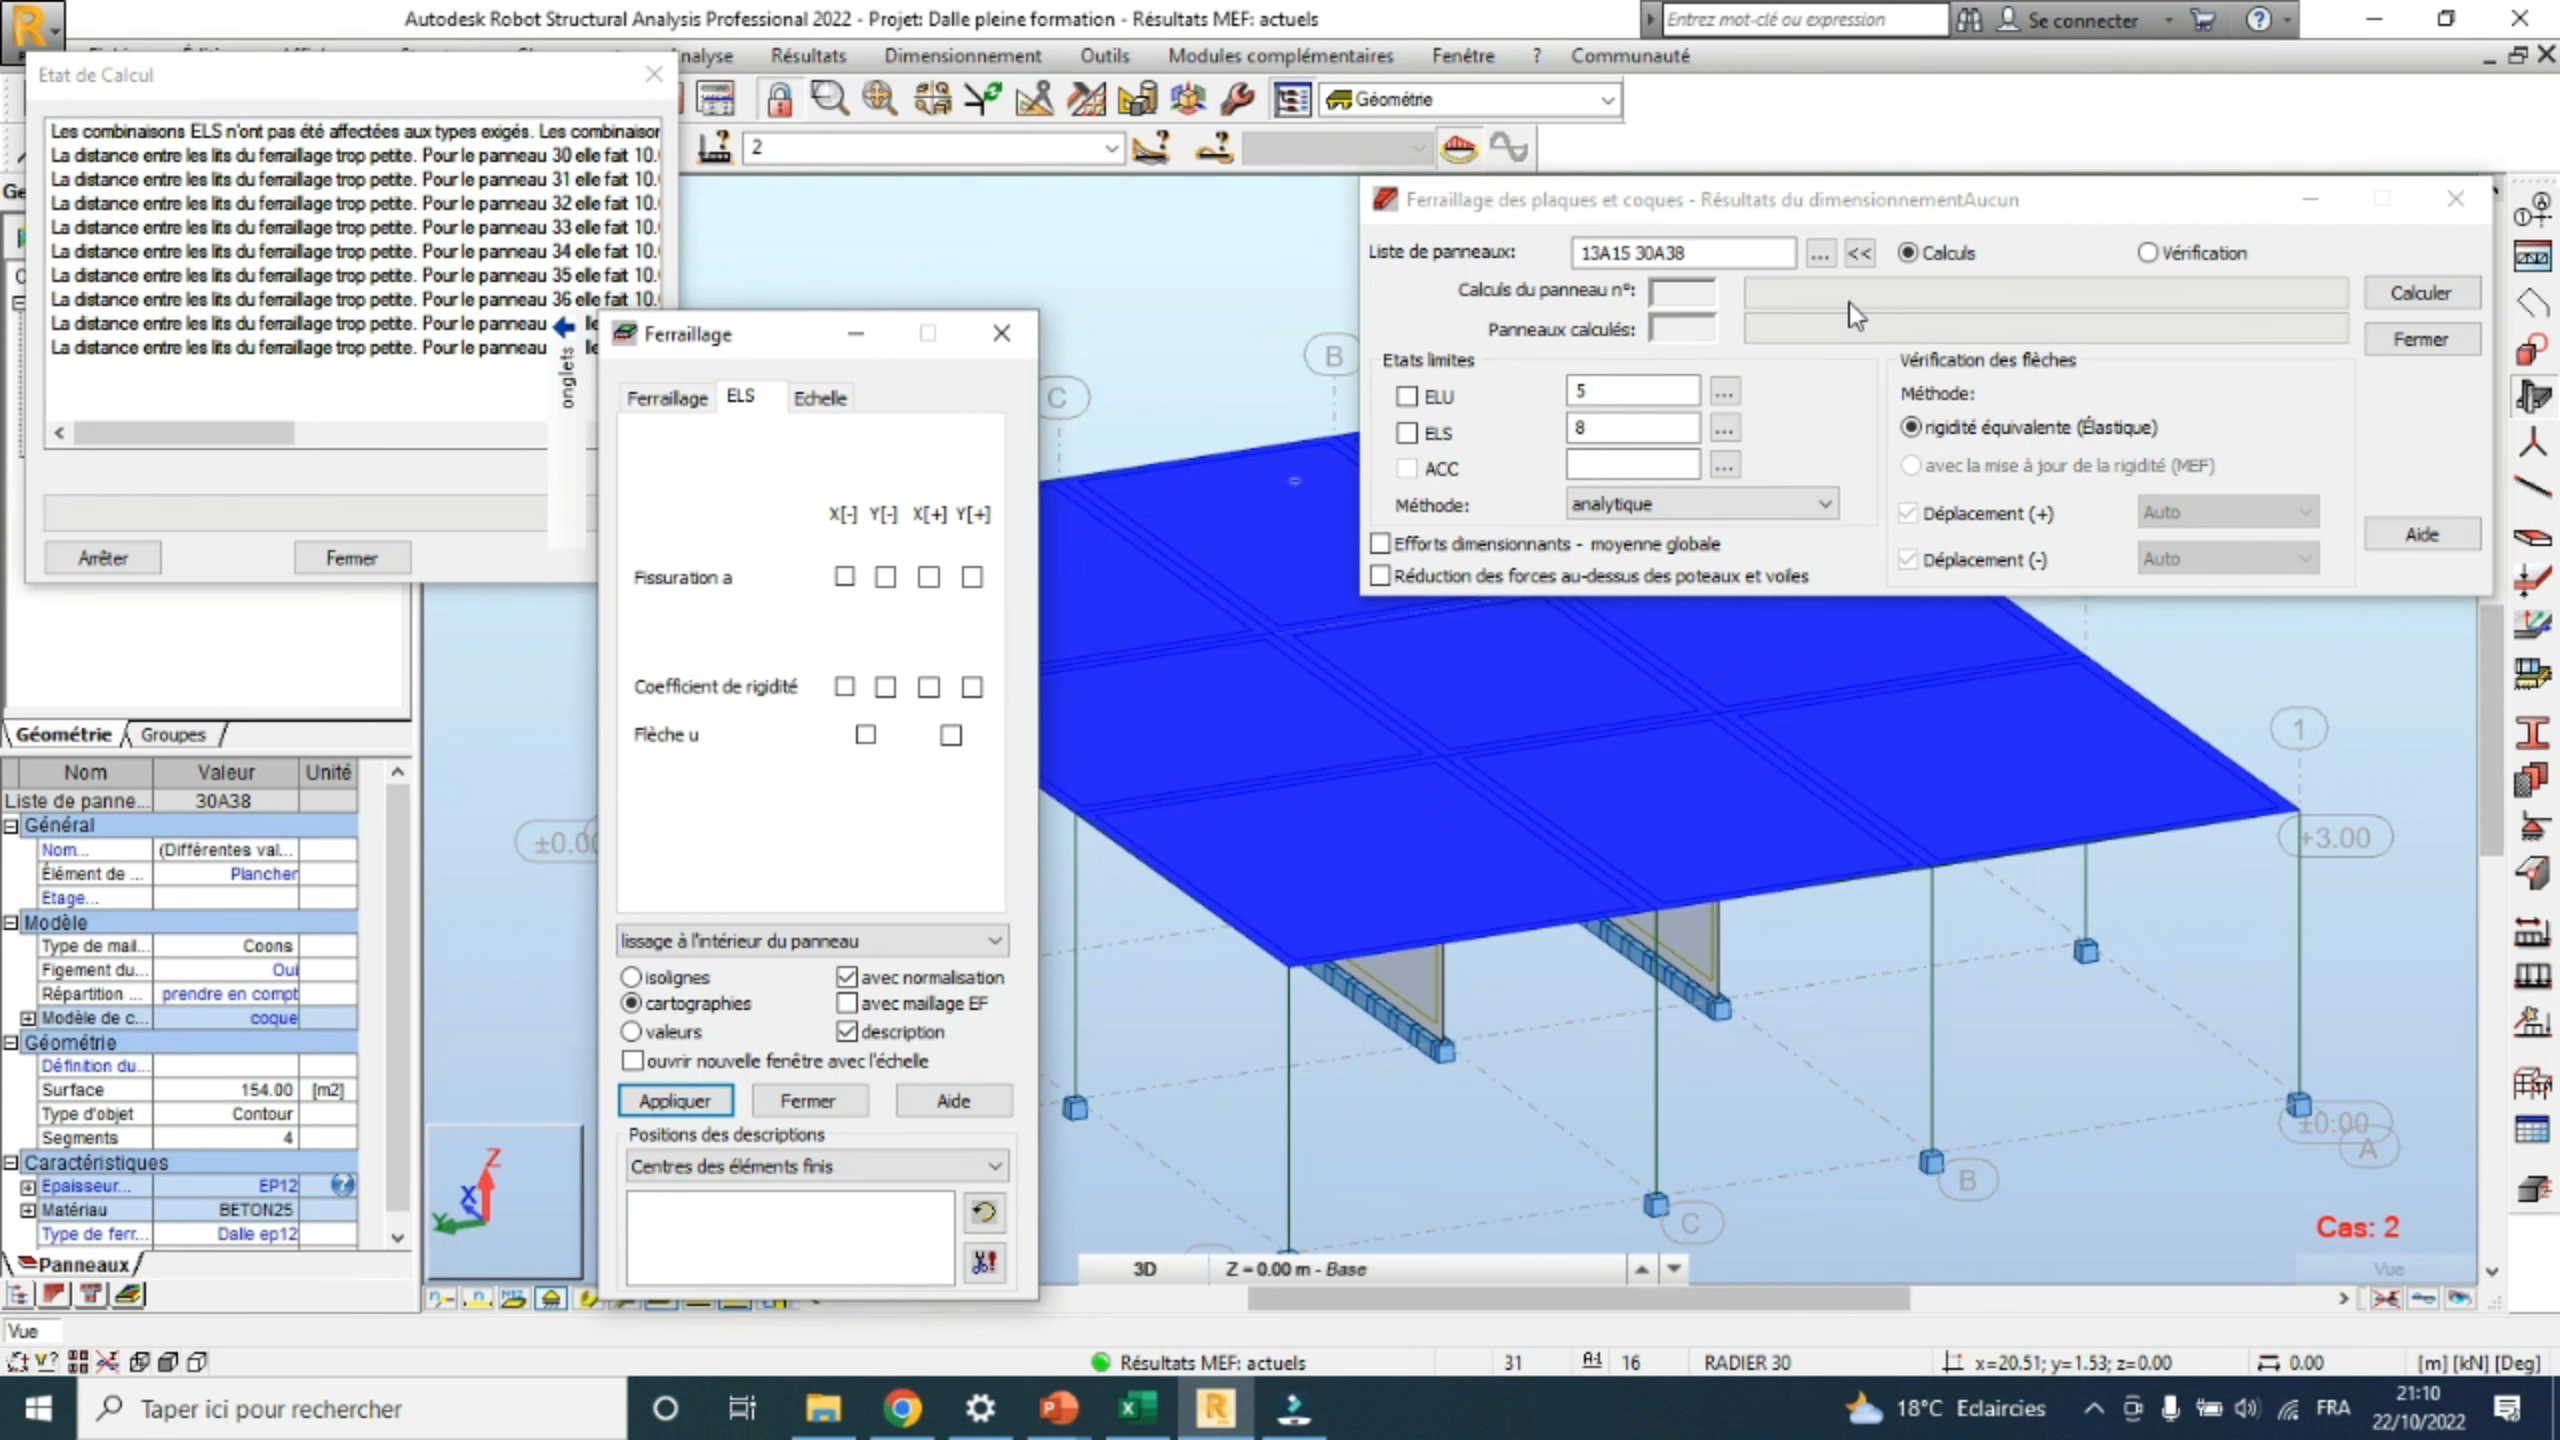 Autodesk Robot Structural Analysis Professional 2022 - Projet: Dalle pleine formation - Résultats MEF: actuels
Entrez mot-clé ou expression
Se connecter
Résultats
Dimensionnement
Outils
Modules complémentaires
Fenêtre
?
Communauté
Géométrie
2
Etat de Calcul
Les combinaisons ELS n'ont pas été affectées aux types exigés. Les combinaisor
La distance entre les lits du ferraillage trop petite. Pour le panneau 30 elle fait 10.
La distance entre les lits du ferraillage trop petite. Pour le panneau 31 elle fait 10.
La distance entre les lits du ferraillage trop petite. Pour le panneau 32 elle fait 10.
La distance entre les lits du ferraillage trop petite. Pour le panneau 33 elle fait 10.
La distance entre les lits du ferraillage trop petite. Pour le panneau 34 elle fait 10.
La distance entre les lits du ferraillage trop petite. Pour le panneau 35 elle fait 10.
La distance entre les lits du ferraillage trop petite. Pour le panneau 36 elle fait 10.
La distance entre les lits du ferraillage trop petite. Pour le panneau
La distance entre les lits du ferraillage trop petite. Pour le panneau
onglets
Arrêter
Fermer
Ferraillage
Ferraillage
ELS
Echelle
X[-] Y[-] X[+] Y[+]
Fissuration a
Coefficient de rigidité
Flèche u
lissage à l'intérieur du panneau
isolignes
avec normalisation
cartographies
avec maillage EF
valeurs
description
ouvrir nouvelle fenêtre avec l'échelle
Appliquer
Fermer
Aide
Positions des descriptions
Centres des éléments finis
Ferraillage des plaques et coques - Résultats du dimensionnementAucun
Liste de panneaux:
13A15 30A38
...
<<
Calculs
Vérification
Calculs du panneau n°:
Calculer
Panneaux calculés:
Fermer
Etats limites
ELU
5
...
ELS
8
...
ACC
...
Méthode:
analytique
Efforts dimensionnants - moyenne globale
Réduction des forces au-dessus des poteaux et voiles
Vérification des flèches
Méthode:
rigidité équivalente (Élastique)
avec la mise à jour de la rigidité (MEF)
Déplacement (+)
Auto
Déplacement (-)
Auto
Aide
Géométrie
Groupes
Nom Valeur Unité
Liste de panne... 30A38
Général
Nom... (Différentes val...
Élément de ... Plancher
Etage...
Modèle
Type de mail... Coons
Figement du... Oui
Répartition ... prendre en compt
Modèle de c... coque
Géométrie
Définition du...
Surface 154.00 [m2]
Type d'objet Contour
Segments 4
Caractéristiques
Epaisseur... EP12
Matériau BETON25
Type de ferr... Dalle ep12
Panneaux
C
B
1
+3.00
±0.00
A
B
C
Z
X
Y
Cas: 2
3D
Z = 0.00 m - Base
Vue
Vue
Résultats MEF: actuels
31
16
RADIER 30
x=20.51; y=1.53; z=0.00
0.00
[m] [kN] [Deg]
Taper ici pour rechercher
18°C Eclaircies
FRA
21:10
22/10/2022